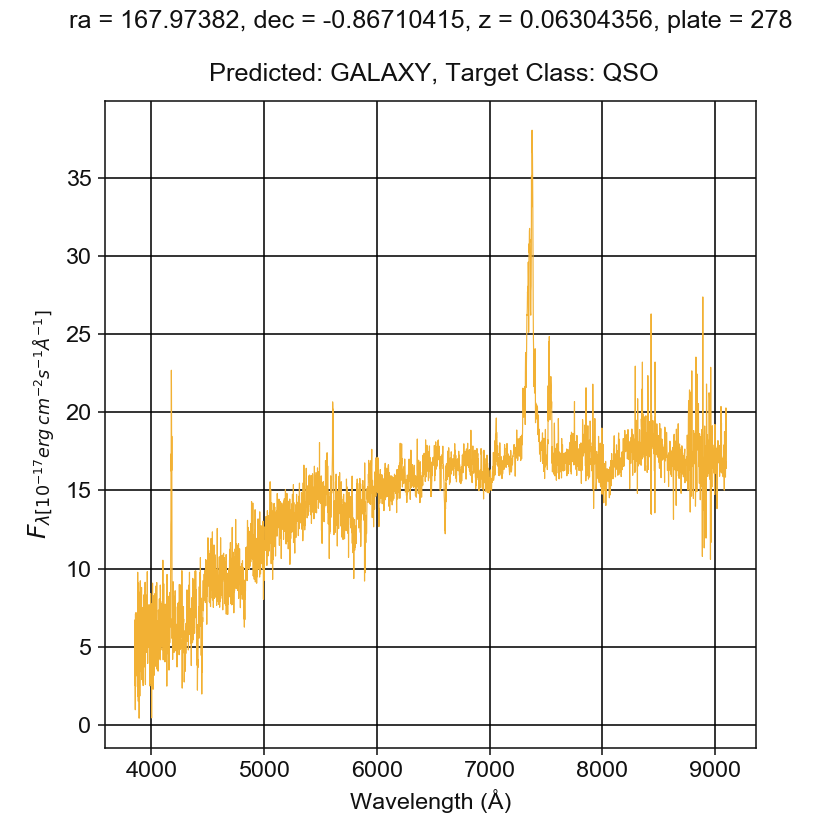 ra = 167.97382, dec = -0.86710415, z = 0.06304356, plate = 278
Predicted: GALAXY, Target Class: QSO
F_λ[10^{-17} erg cm^{-2} s^{-1} Å^{-1}]
35
30
25
20
15
10
5
0
4000 5000 6000 7000 8000 9000
Wavelength (Å)